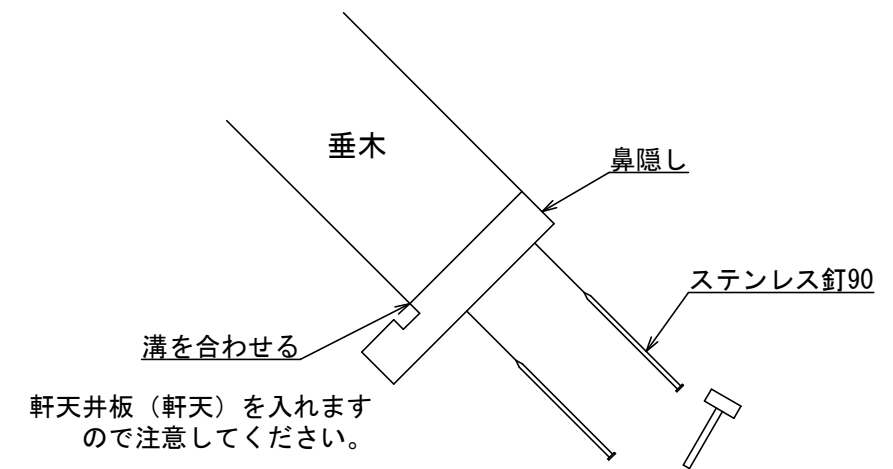 垂木
鼻隠し
ステンレス釘90
溝を合わせる
軒天井板（軒天）を入れます
ので注意してください。